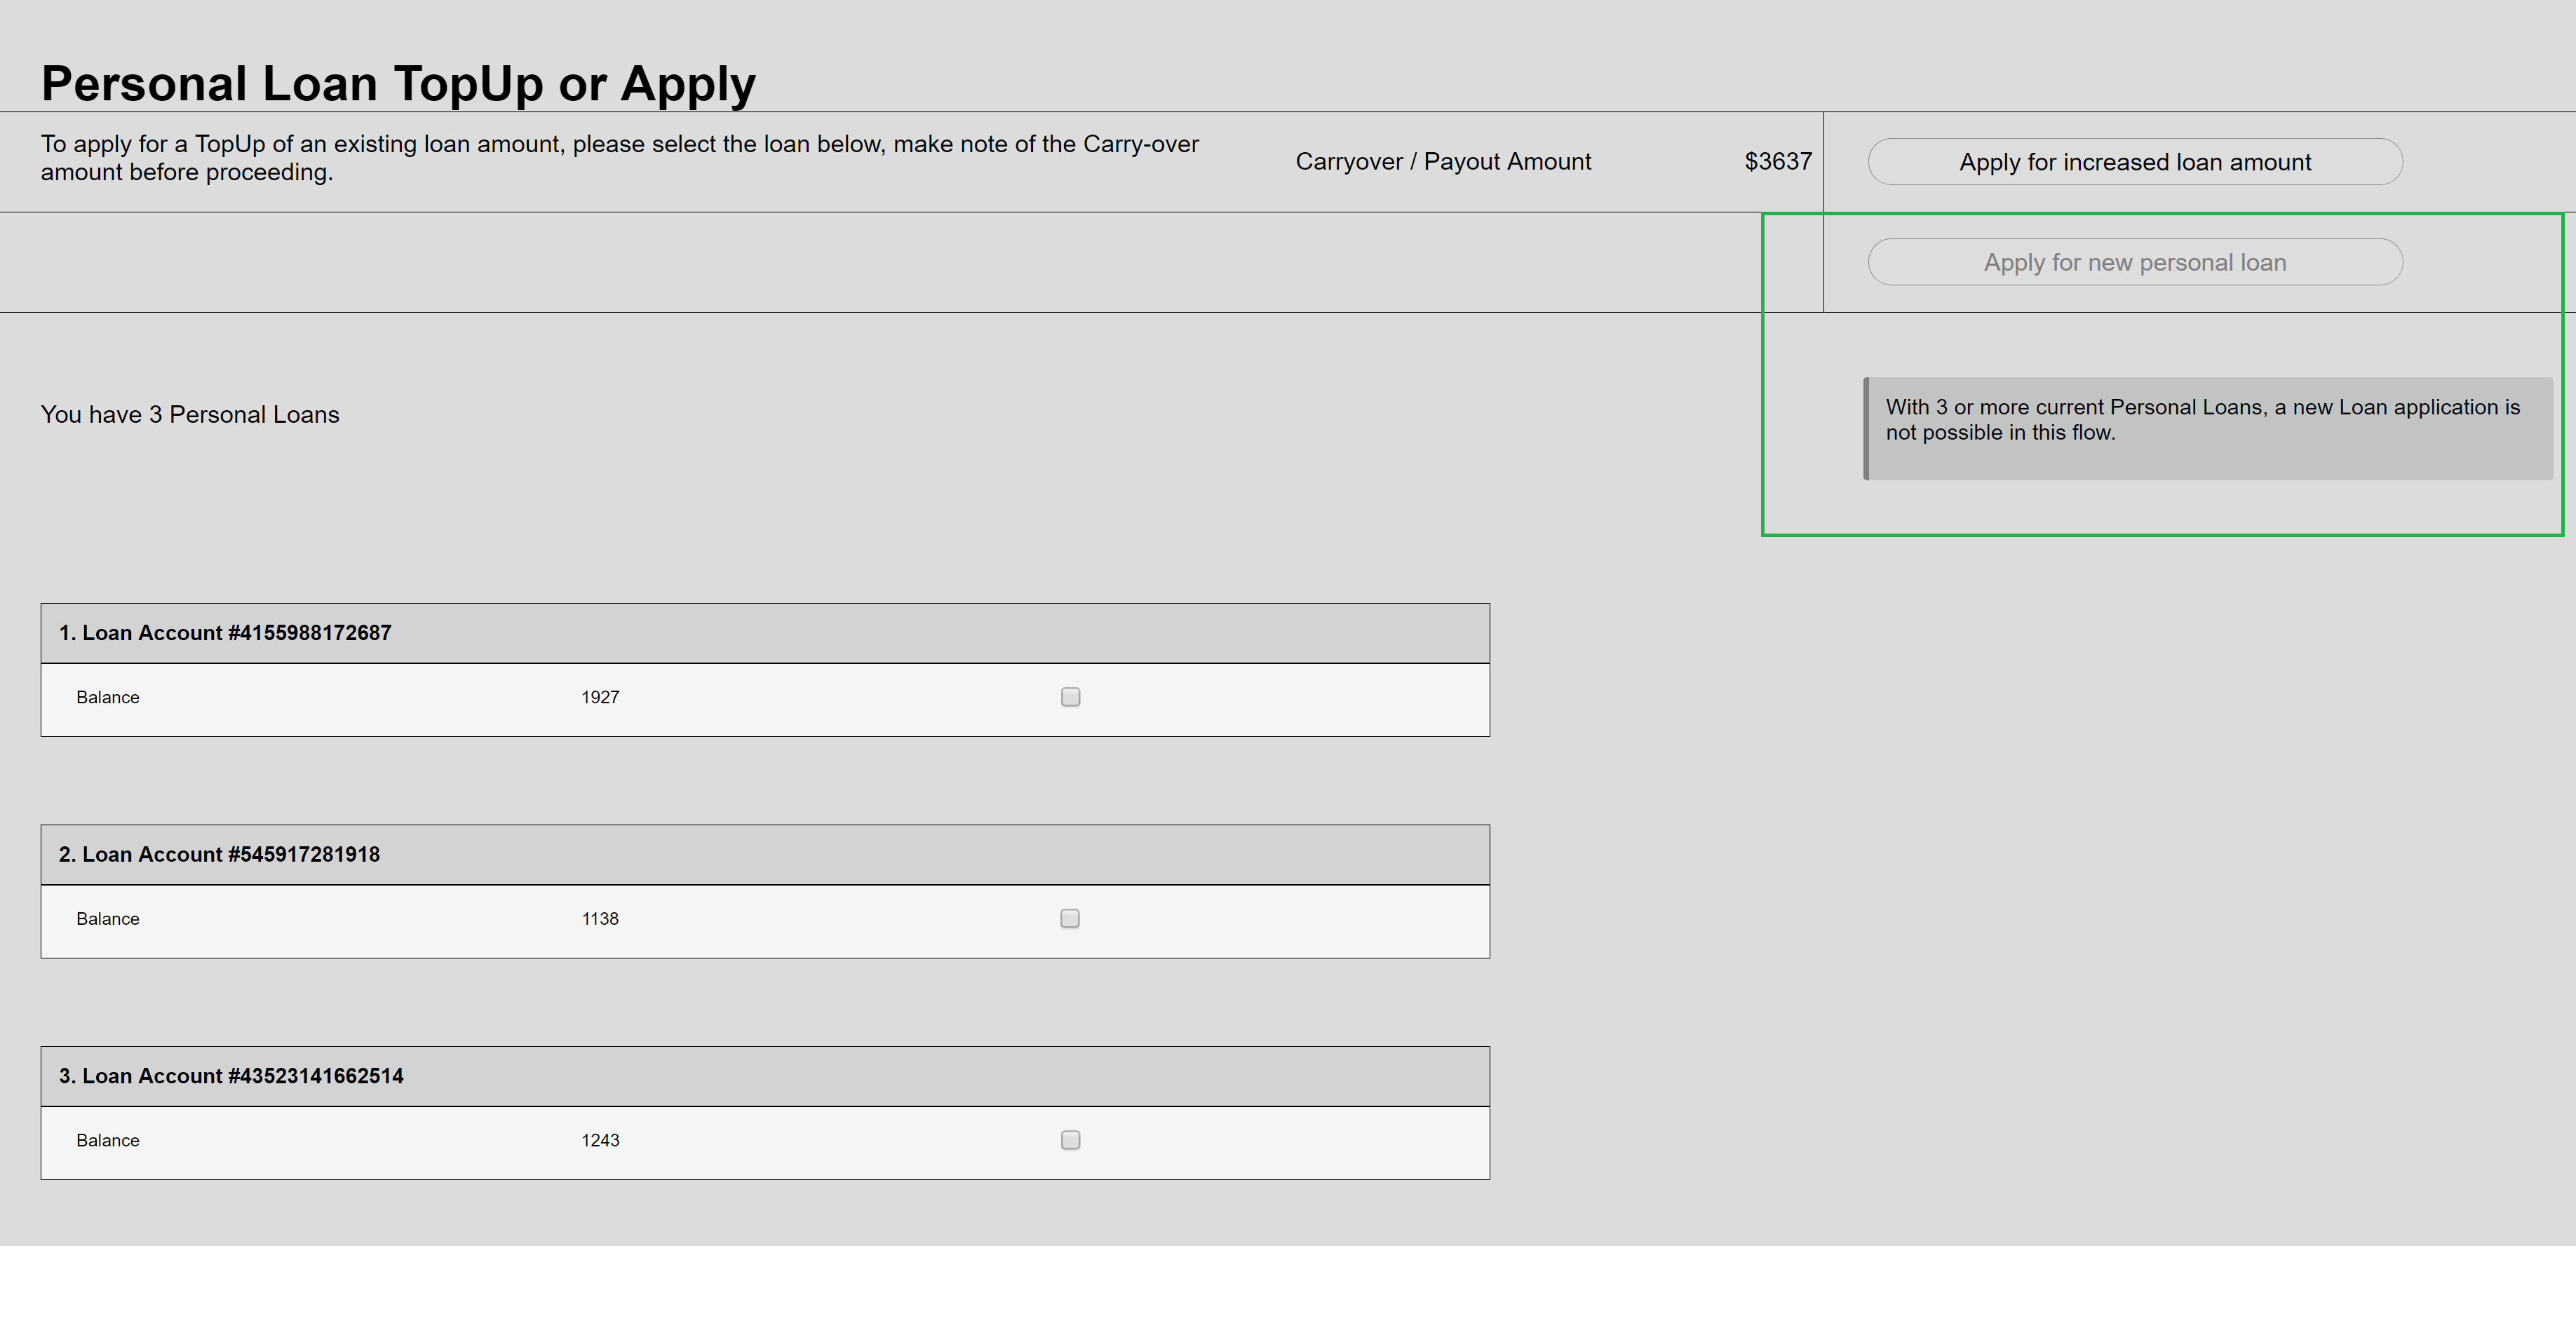 Personal Loan TopUp or Apply
To apply for a TopUp of an existing loan amount, please select the loan below, make note of the Carry-over
amount before proceeding.
Carryover / Payout Amount
$3637
Apply for increased loan amount
Apply for new personal loan
You have 3 Personal Loans
With 3 or more current Personal Loans, a new Loan application is
not possible in this flow.
1. Loan Account #4155988172687
Balance 1927
2. Loan Account #545917281918
Balance 1138
3. Loan Account #43523141662514
Balance 1243